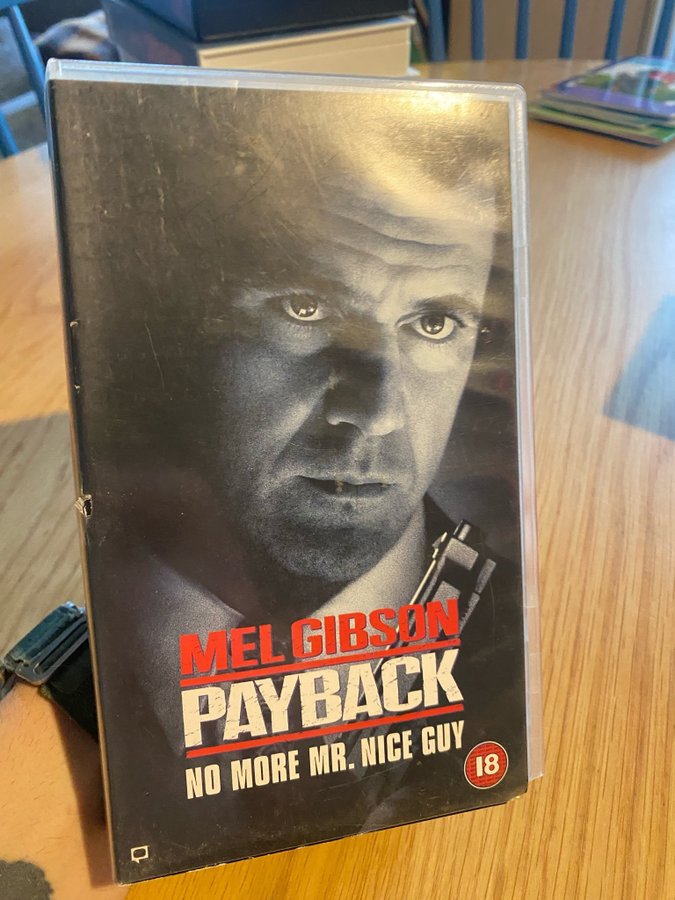 MEL GIBSON
PAYBACK
NO MORE MR. NICE GUY
18